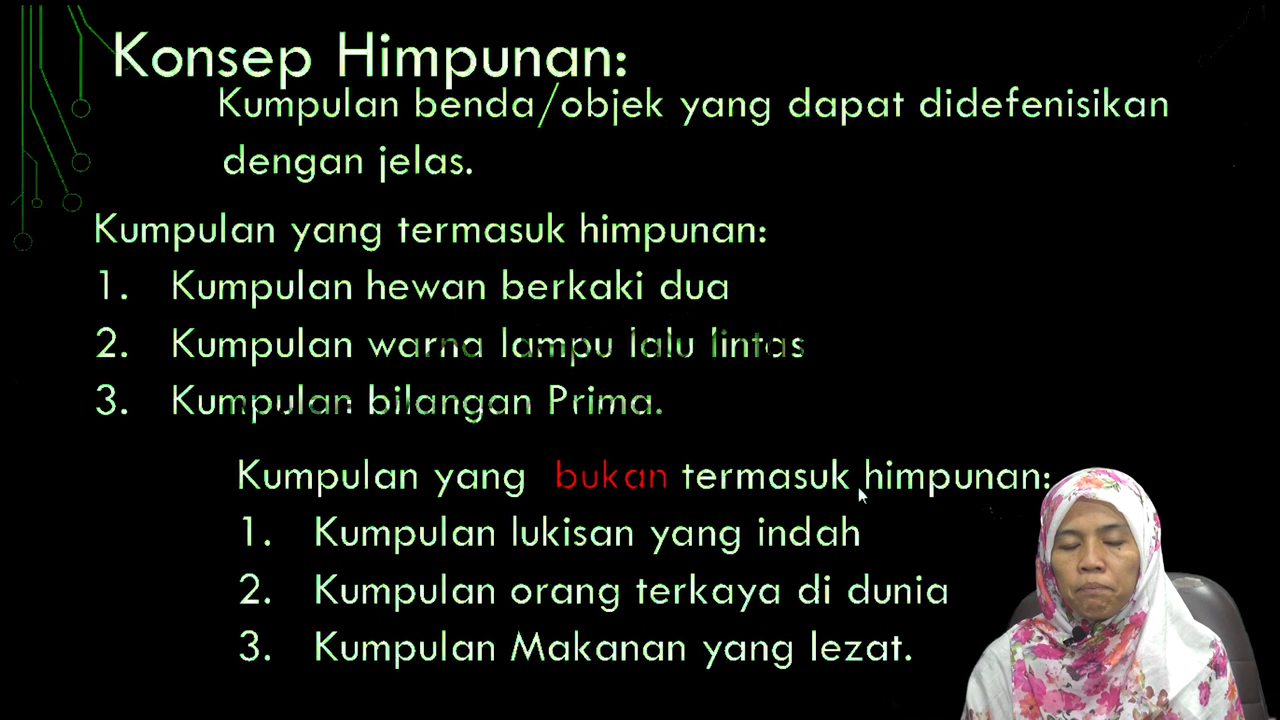 Konsep Himpunan:
Kumpulan benda/objek yang dapat didefenisikan
dengan jelas.
Kumpulan yang termasuk himpunan:
1. Kumpulan hewan berkaki dua
2. Kumpulan warna lampu lalu lintas
3. Kumpulan bilangan Prima.
Kumpulan yang bukan termasuk himpunan:
1. Kumpulan lukisan yang indah
2. Kumpulan orang terkaya di dunia
3. Kumpulan Makanan yang lezat.